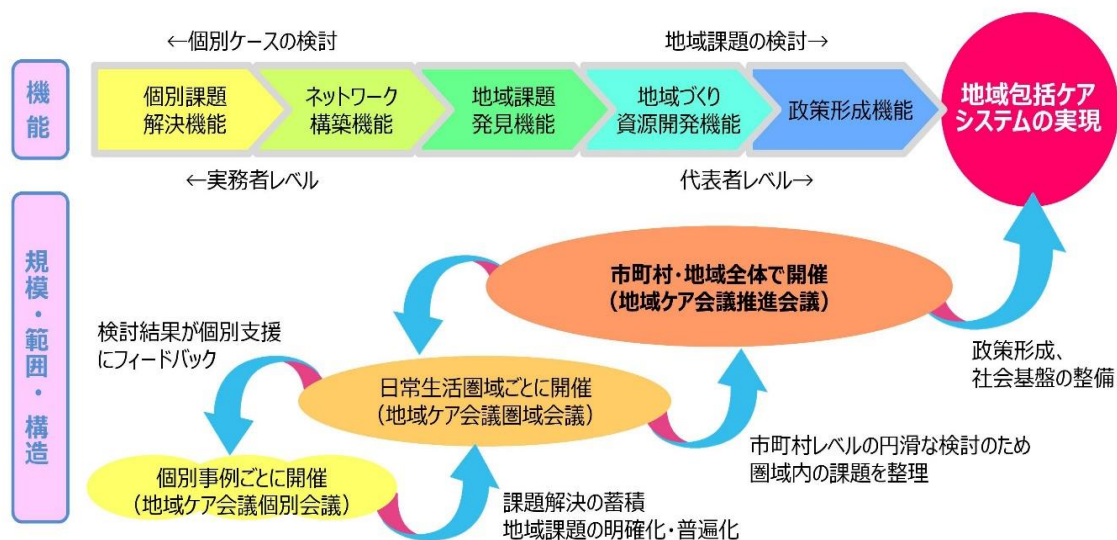 機能
←個別ケースの検討
地域課題の検討→
個別課題
解決機能
ネットワーク
構築機能
地域課題
発見機能
地域づくり
資源開発機能
政策形成機能
地域包括ケア
システムの実現
←実務者レベル
代表者レベル→
規模・範囲・構造
市町村・地域全体で開催
(地域ケア会議推進会議)
検討結果が個別支援
にフィードバック
日常生活圏域ごとに開催
(地域ケア会議圏域会議)
政策形成、
社会基盤の整備
市町村レベルの円滑な検討のため
圏域内の課題を整理
個別事例ごとに開催
(地域ケア会議個別会議)
課題解決の蓄積
地域課題の明確化・普遍化